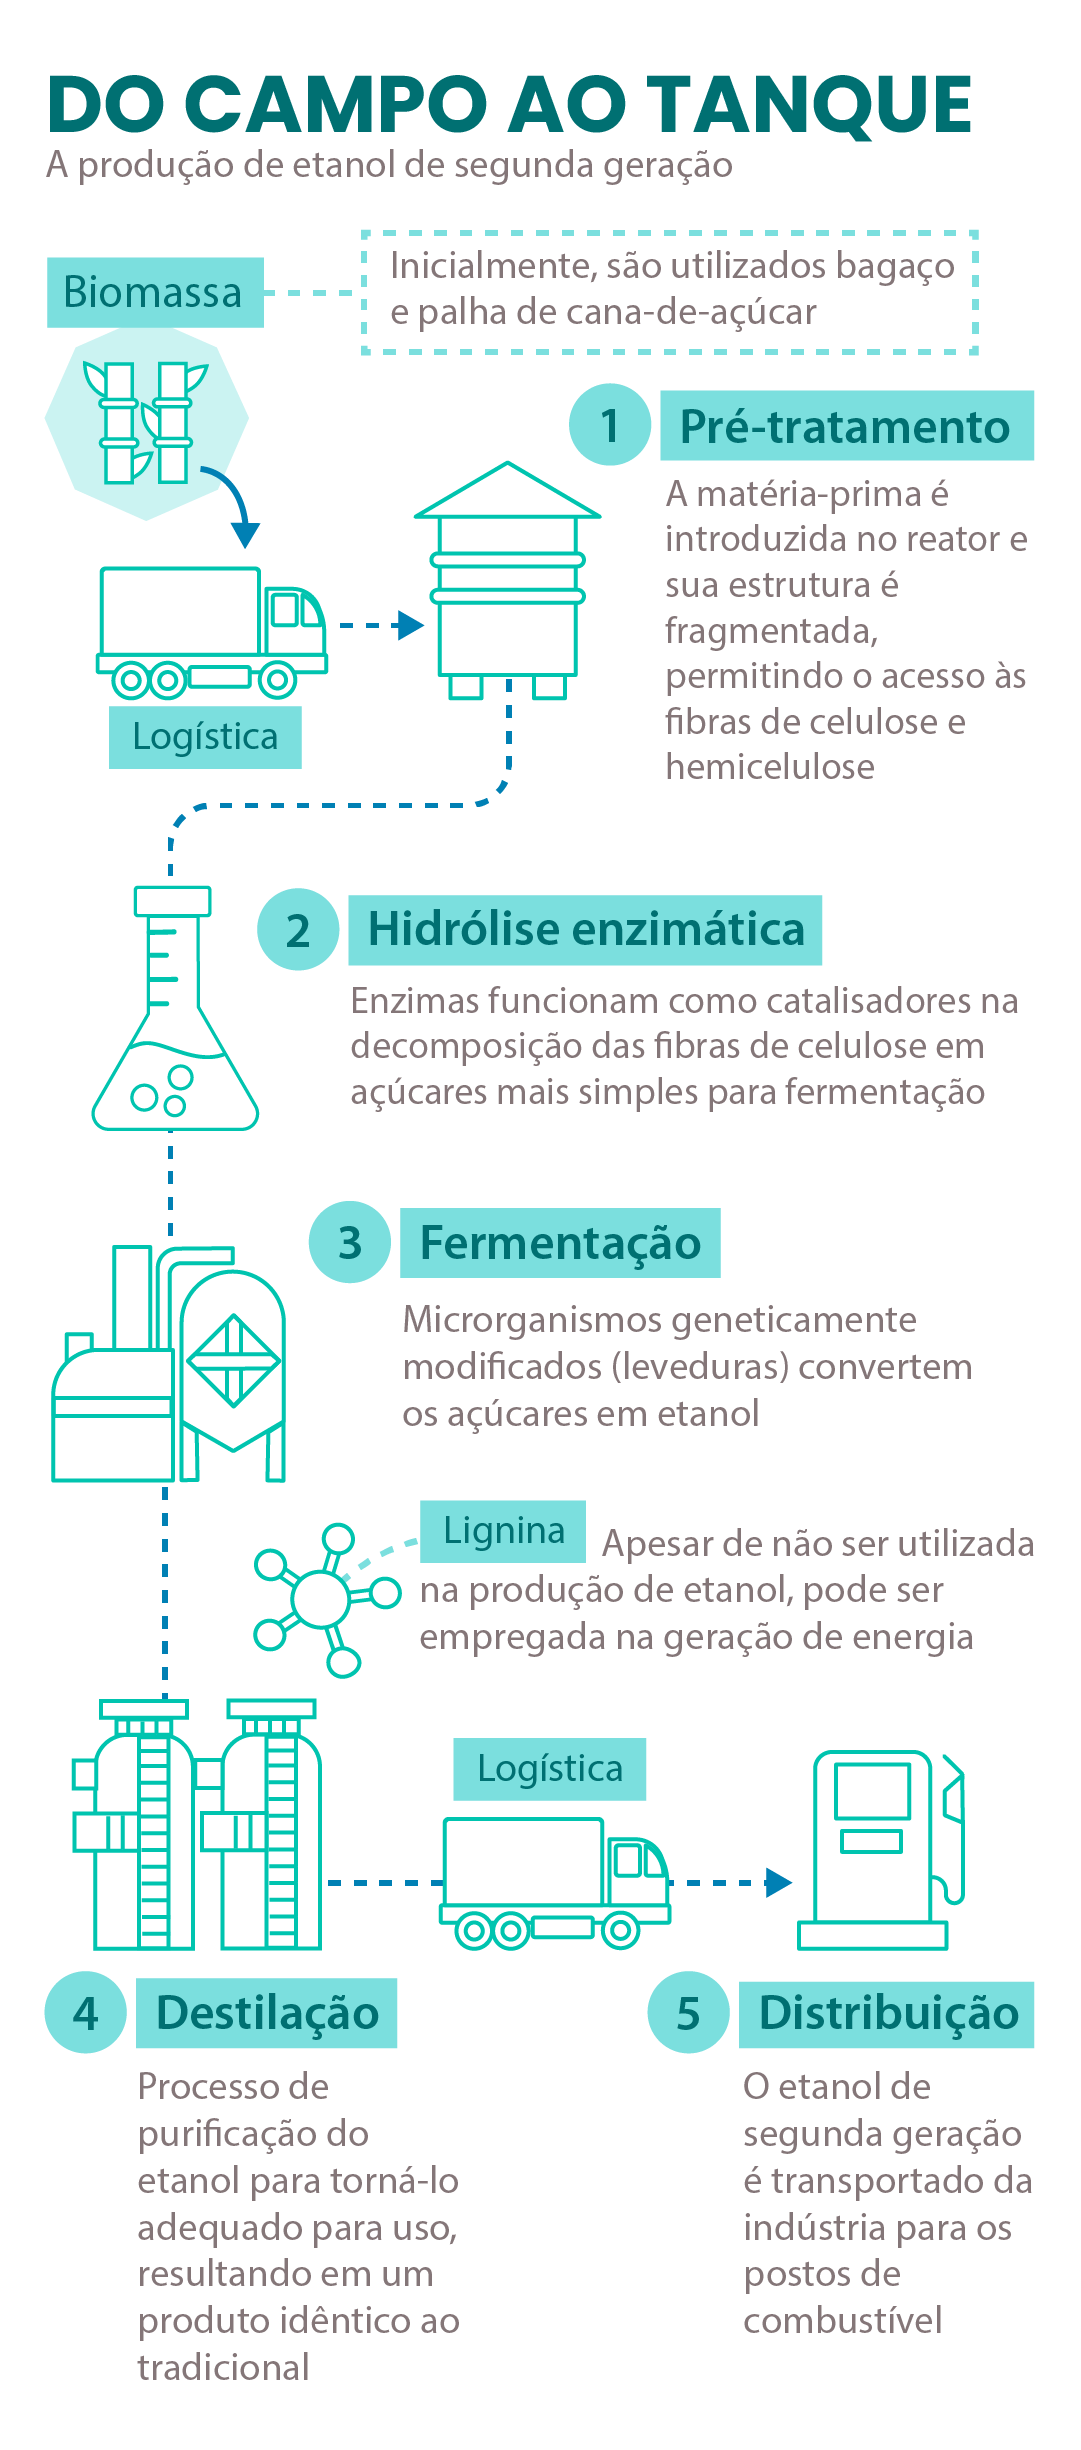 DO CAMPO AO TANQUE
A produção de etanol de segunda geração
Biomassa
Inicialmente, são utilizados bagaço
e palha de cana-de-açúcar
1 Pré-tratamento
A matéria-prima é
introduzida no reator e
sua estrutura é
fragmentada,
permitindo o acesso às
fibras de celulose e
hemicelulose
Logística
2 Hidrólise enzimática
Enzimas funcionam como catalisadores na
decomposição das fibras de celulose em
açúcares mais simples para fermentação
3 Fermentação
Microrganismos geneticamente
modificados (leveduras) convertem
os açúcares em etanol
Lignina Apesar de não ser utilizada
na produção de etanol, pode ser
empregada na geração de energia
Logística
4 Destilação
Processo de
purificação do
etanol para torná-lo
adequado para uso,
resultando em um
produto idêntico ao
tradicional
5 Distribuição
O etanol de
segunda geração
é transportado da
indústria para os
postos de
combustível